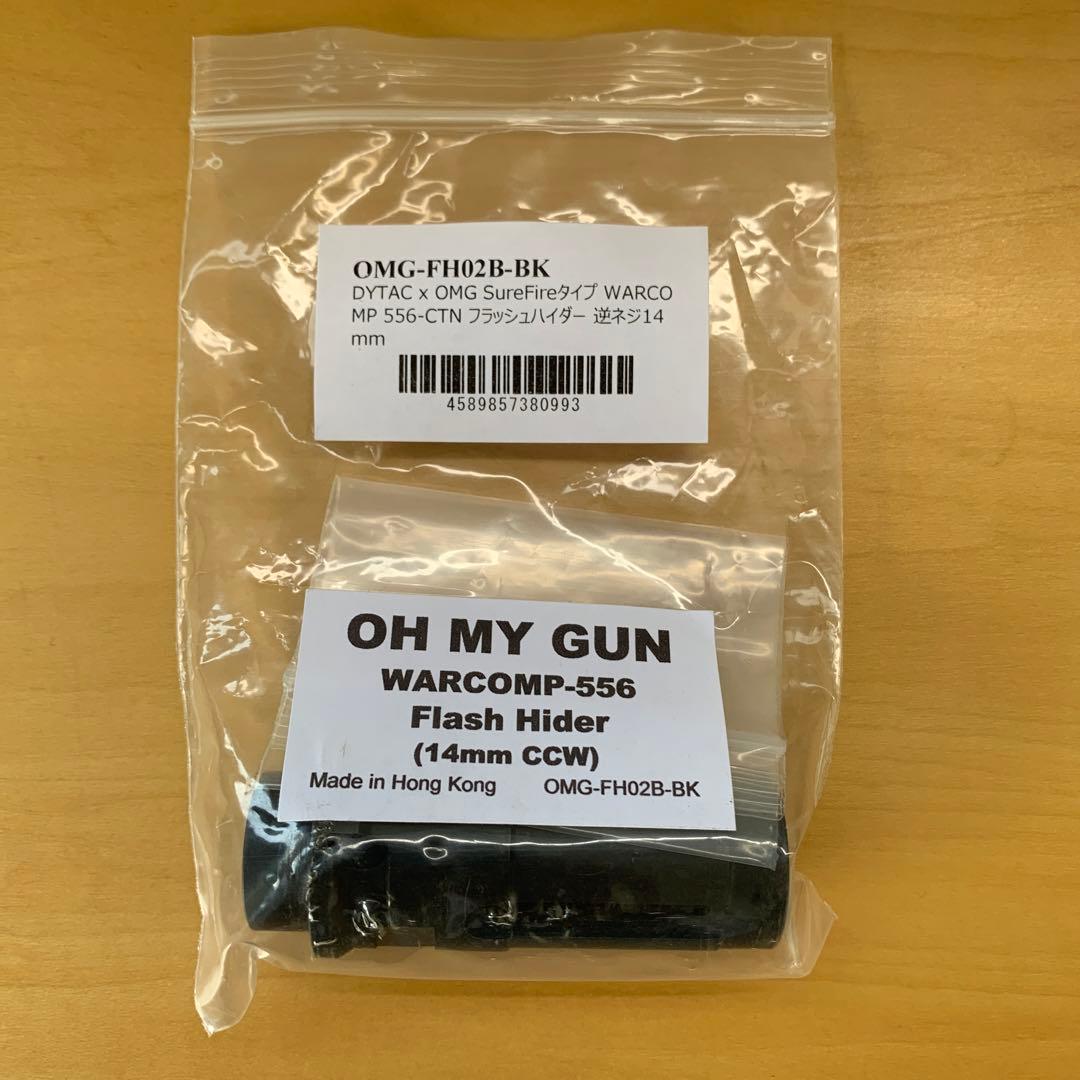 OMG-FH02B-BK
DYTAC x OMG SureFireタイプ WARCO
MP 556-CTN フラッシュハイダー 逆ネジ14
mm
4589857380993
OH MY GUN
WARCOMP-556
Flash Hider
(14mm CCW)
Made in Hong Kong OMG-FH02B-BK